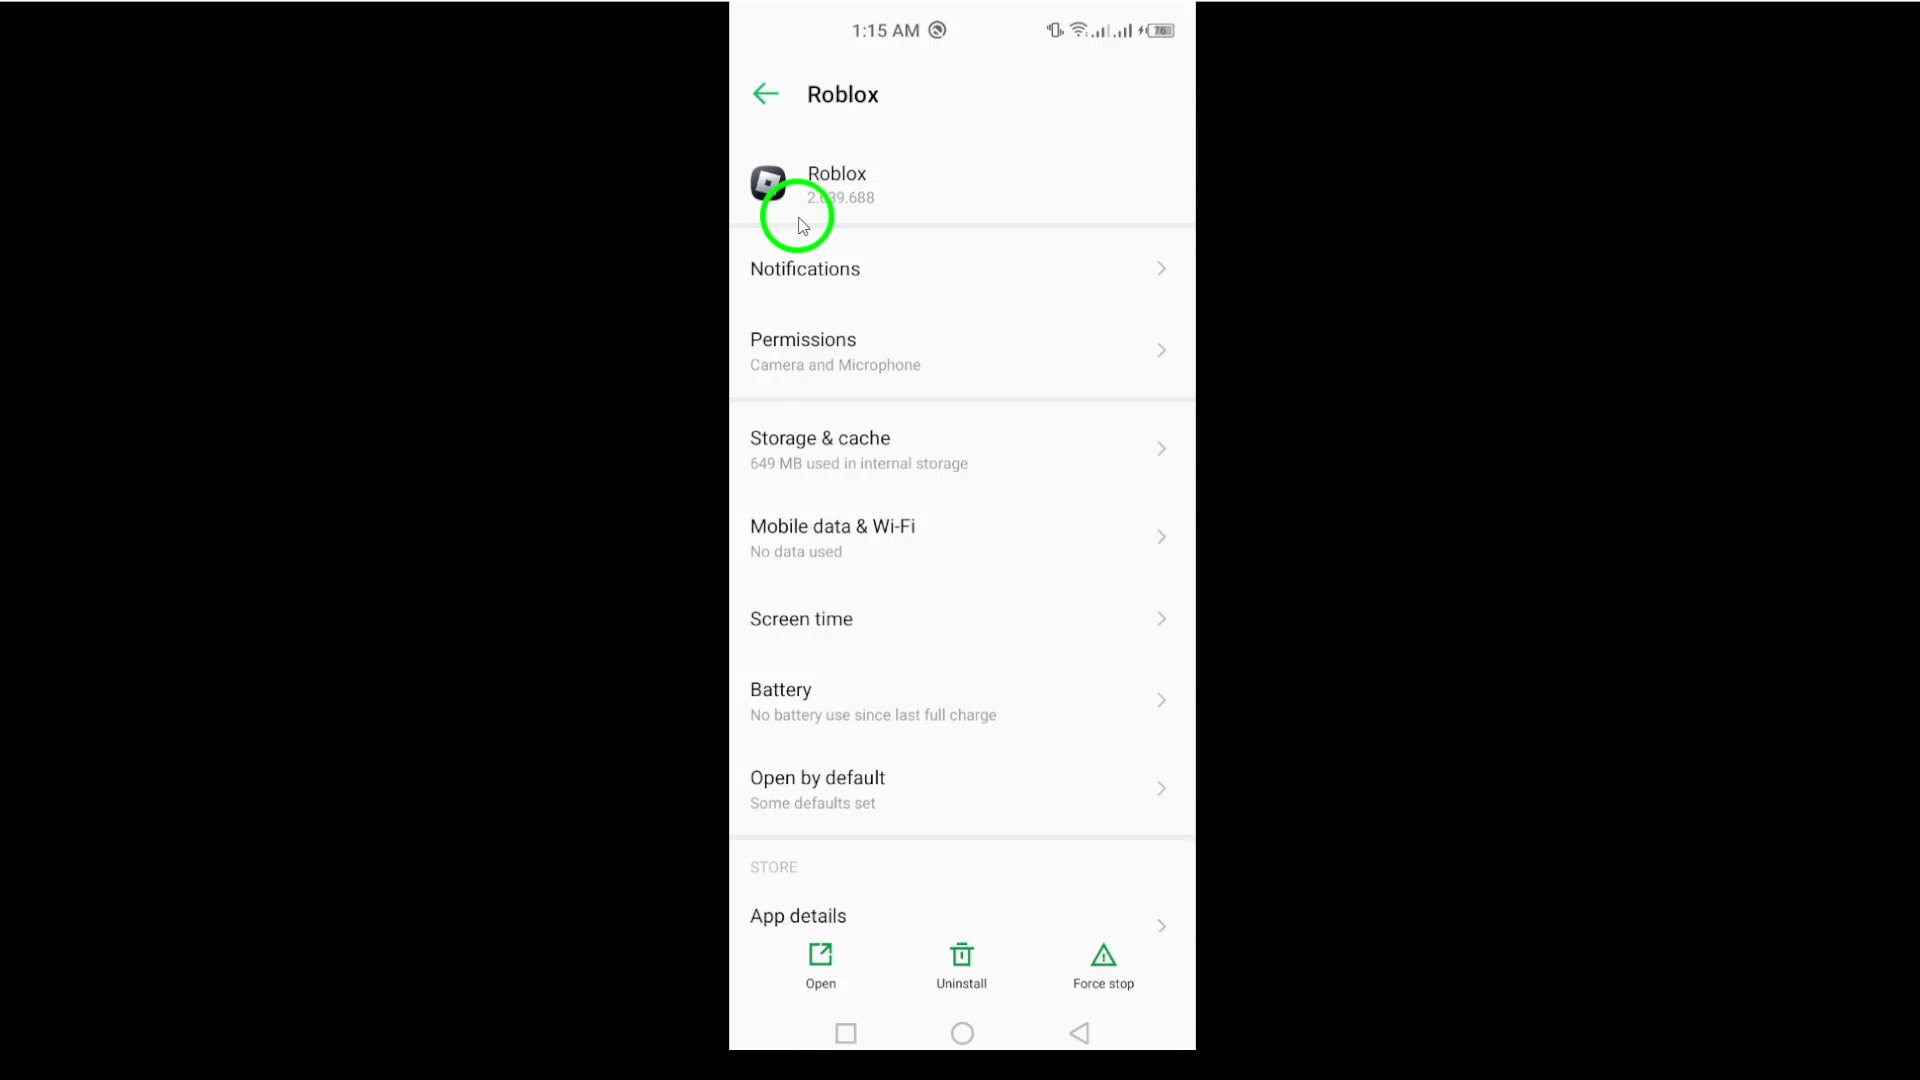 1:15 AM
76
Roblox
Roblox
2.639.688
Notifications
Permissions
Camera and Microphone
Storage & cache
649 MB used in internal storage
Mobile data & Wi-Fi
No data used
Screen time
Battery
No battery use since last full charge
Open by default
Some defaults set
STORE
App details
Open
Uninstall
Force stop